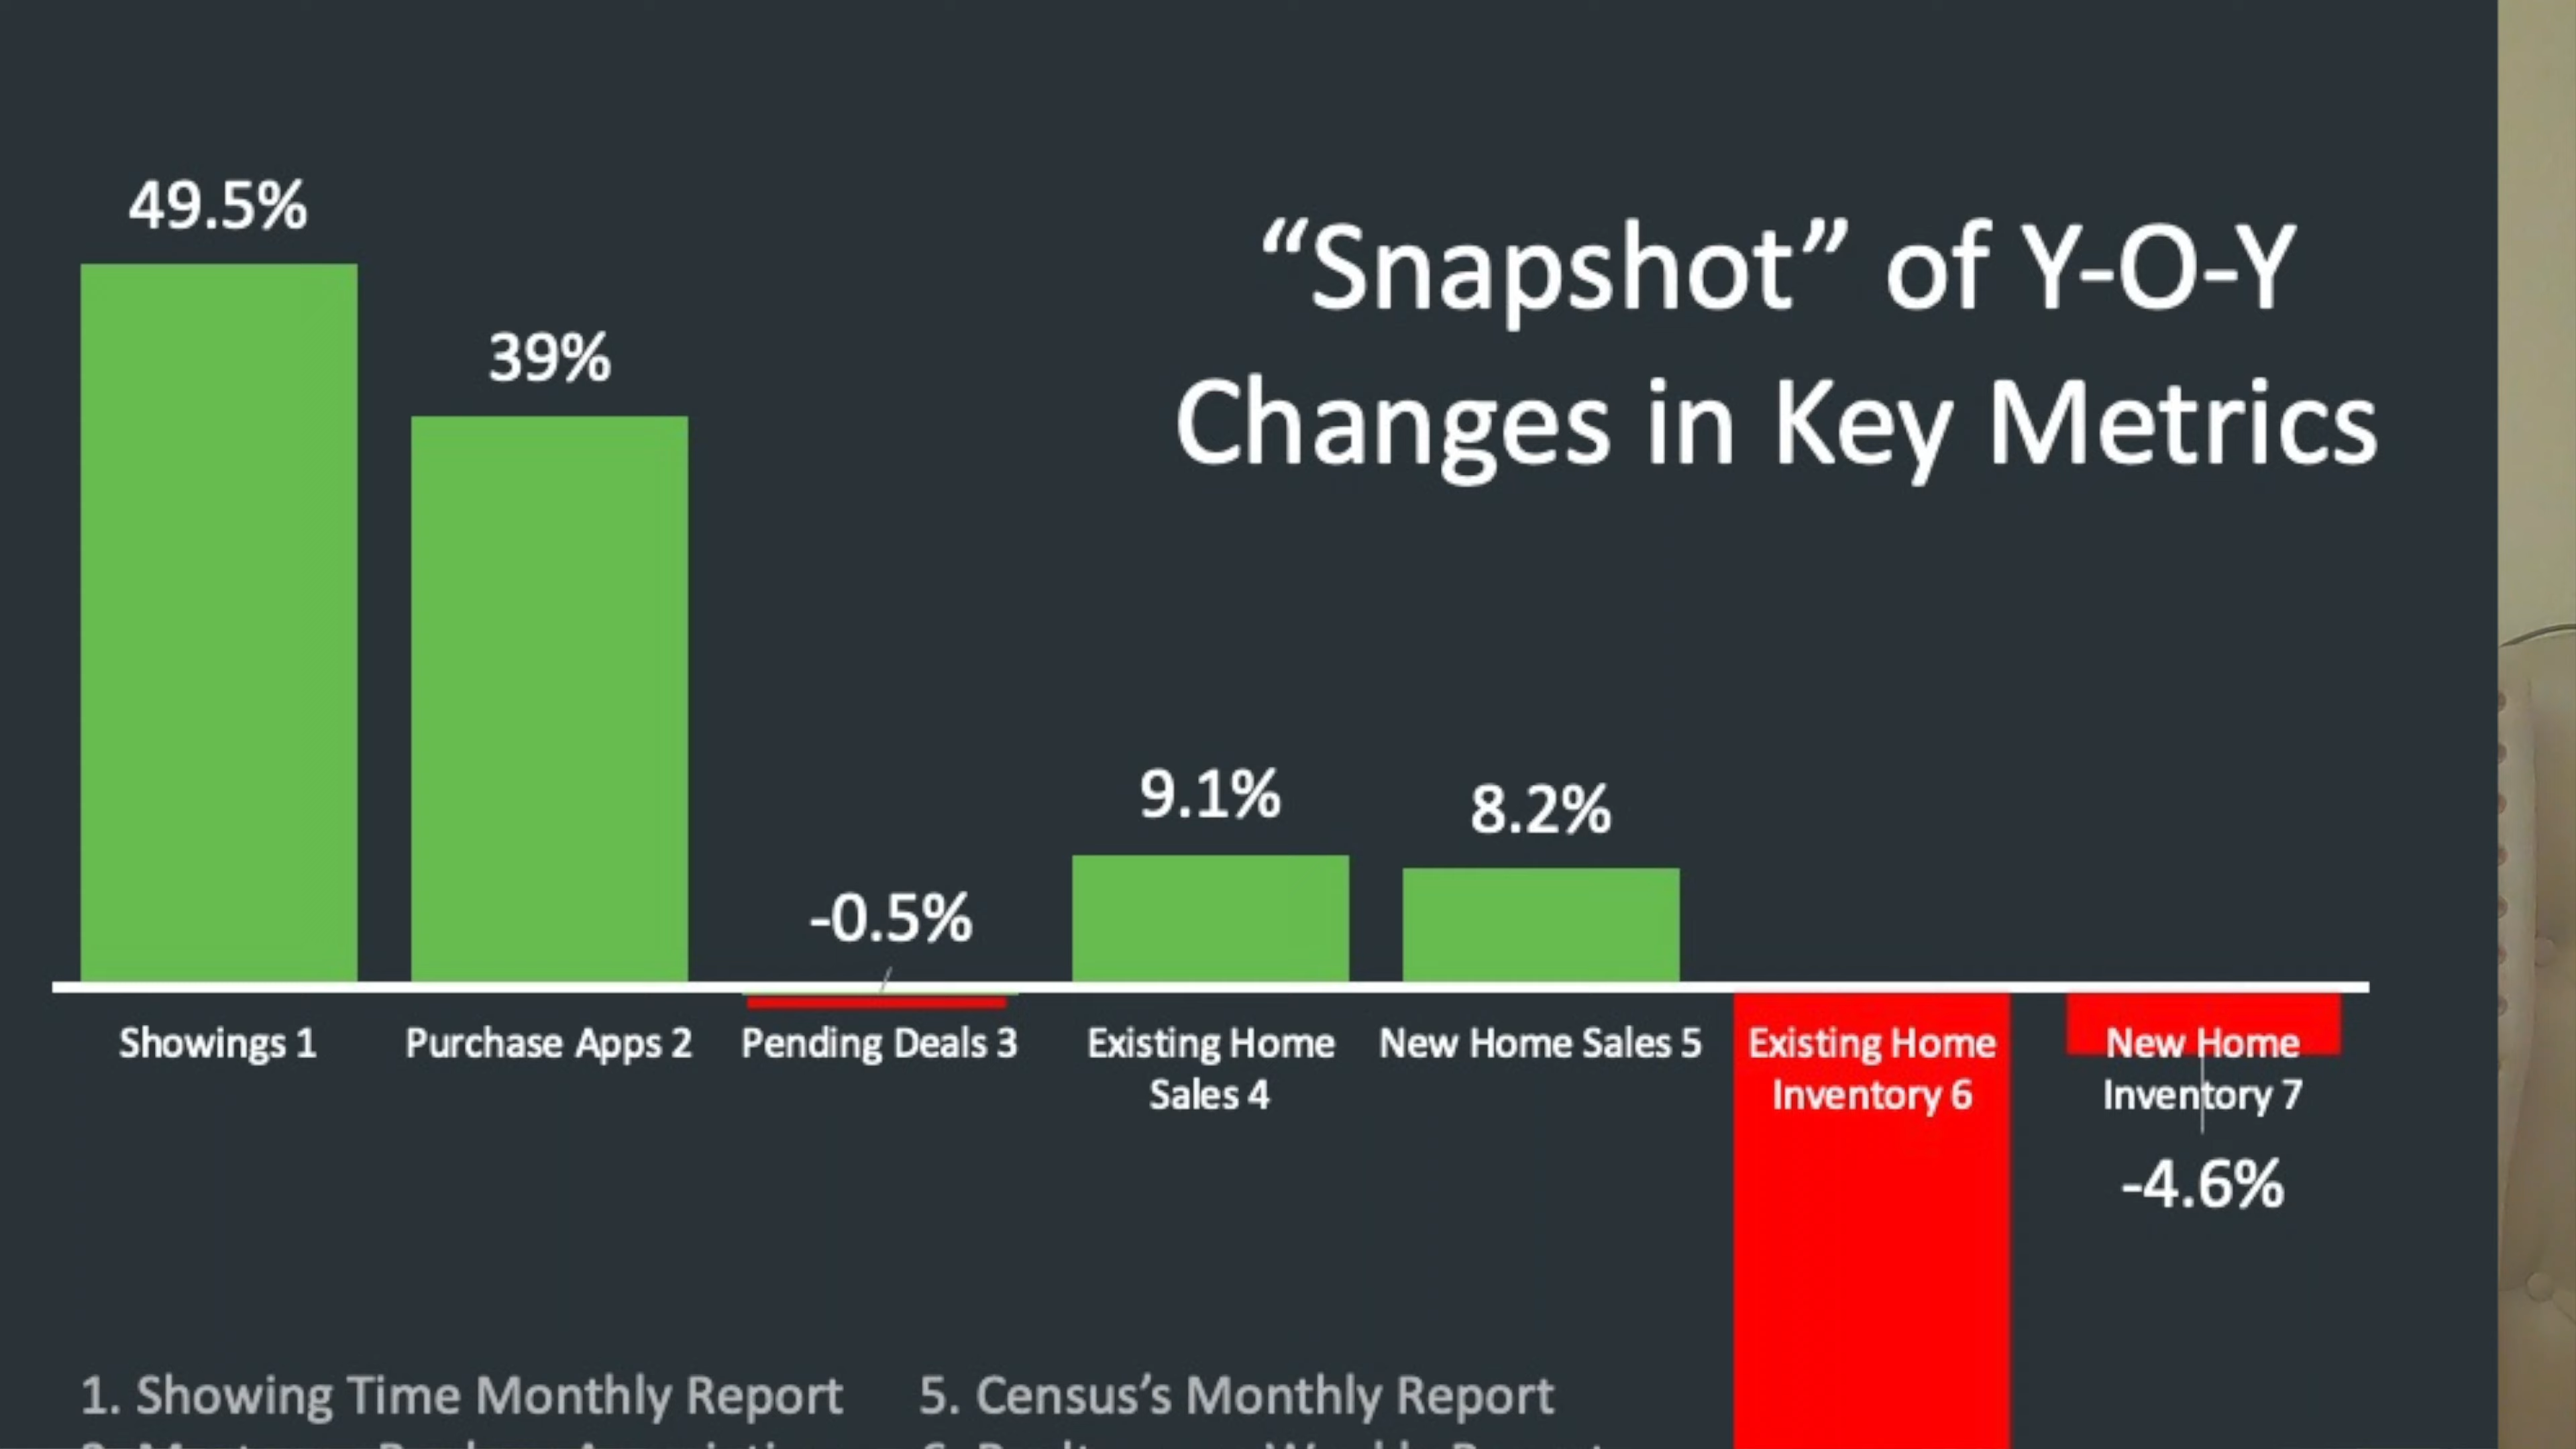 “Snapshot” of Y-O-Y
Changes in Key Metrics
49.5%
39%
-0.5%
9.1%
8.2%
Showings 1
Purchase Apps 2
Pending Deals 3
Existing Home
Sales 4
New Home Sales 5
Existing Home
Inventory 6
New Home
Inventory 7
-4.6%
1. Showing Time Monthly Report
5. Census’s Monthly Report